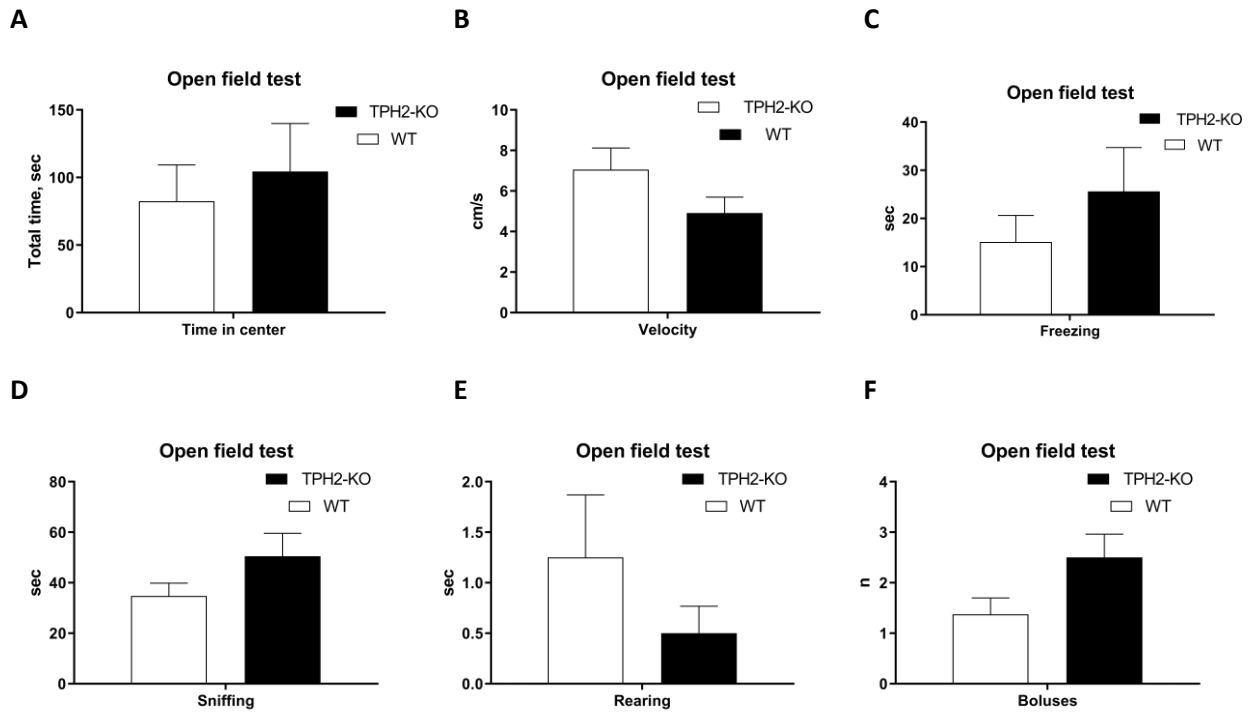 A
Open field test
TPH2-KO
WT
Total time, sec
150
100
50
0
Time in center
B
Open field test
TPH2-KO
WT
cm/s
10
8
6
4
2
0
Velocity
C
Open field test
TPH2-KO
WT
sec
40
30
20
10
0
Freezing
D
Open field test
TPH2-KO
WT
sec
80
60
40
20
0
Sniffing
E
Open field test
TPH2-KO
WT
sec
2.0
1.5
1.0
0.5
0.0
Rearing
F
Open field test
TPH2-KO
WT
n
4
3
2
1
0
Boluses